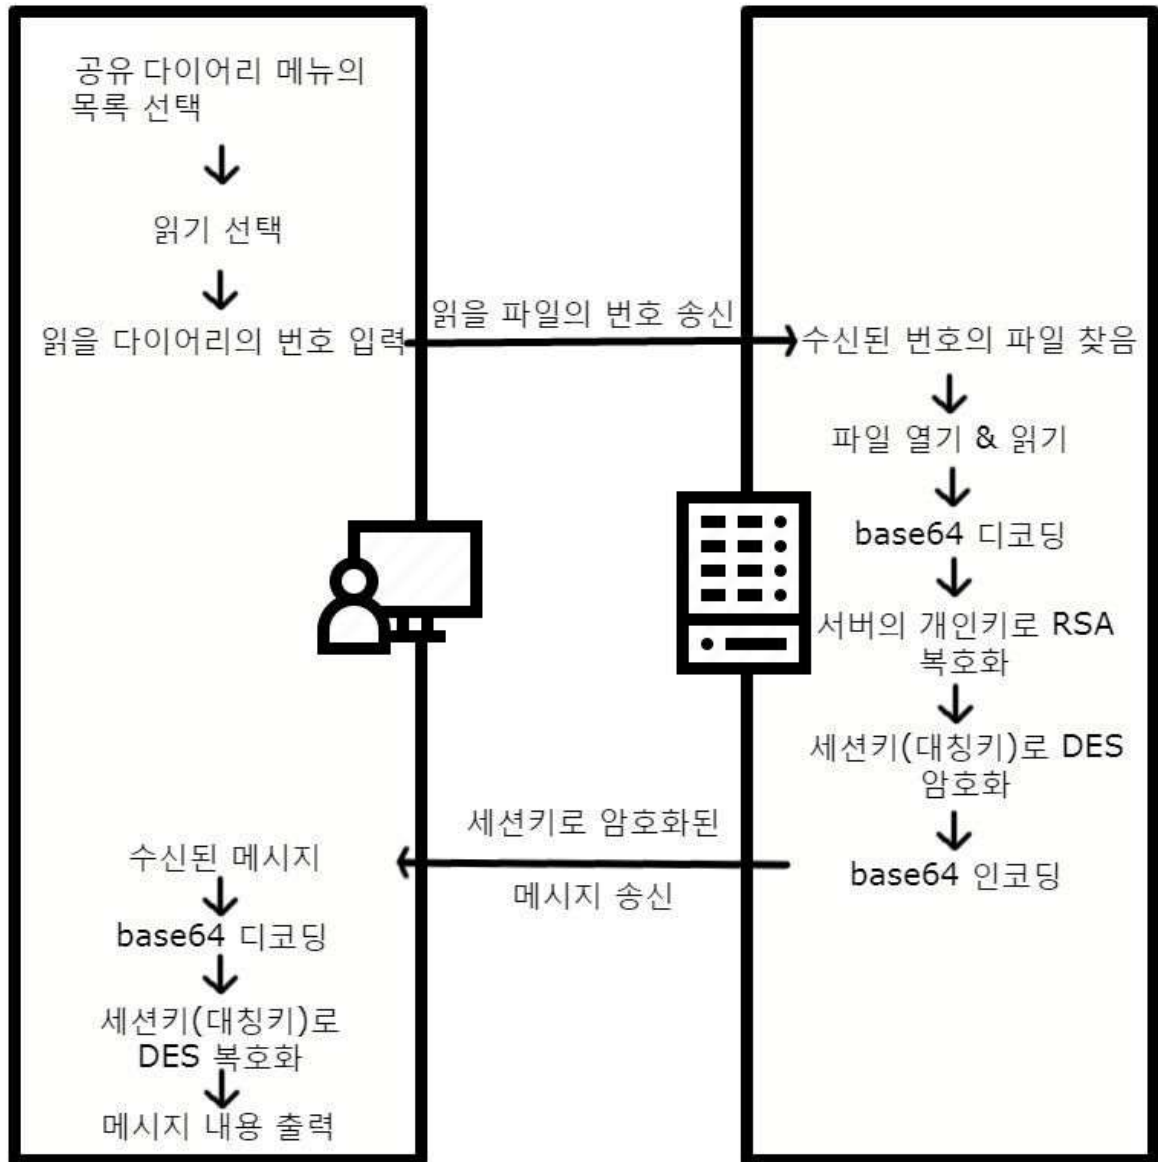 공유 다이어리 메뉴의
목록 선택
읽기 선택
읽을 다이어리의 번호 입력
읽을 파일의 번호 송신
수신된 번호의 파일 찾음
파일 열기 & 읽기
base64 디코딩
서버의 개인키로 RSA
복호화
세션키(대칭키)로 DES
암호화
base64 인코딩
세션키로 암호화된
메시지 송신
수신된 메시지
base64 디코딩
세션키(대칭키)로
DES 복호화
메시지 내용 출력